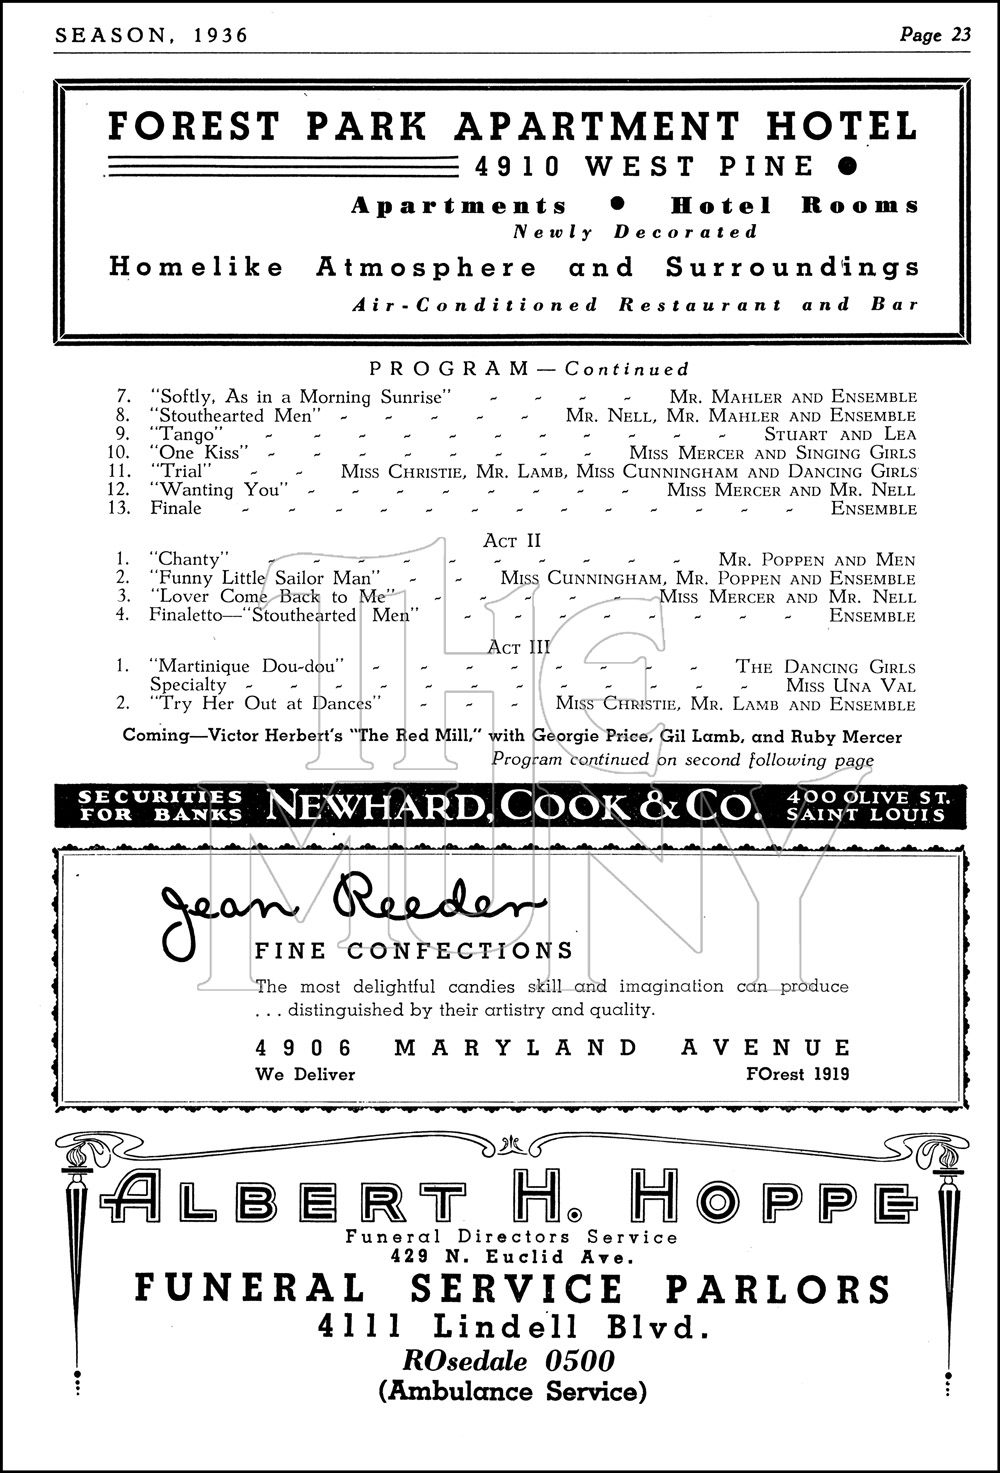 SEASON, 1936 Page 23
FOREST PARK APARTMENT HOTEL
4910 WEST PINE ●
Apartments • Hotel Rooms
Newly Decorated
Homelike Atmosphere and Surroundings
Air-Conditioned Restaurant and Bar
PROGRAM — Continued
7. "Softly, As in a Morning Sunrise" - - - - MR. MAHLER AND ENSEMBLE
8. "Stouthearted Men" - - - - - MR. NELL, MR. MAHLER AND ENSEMBLE
9. "Tango" - - - - - - - - - - - STUART AND LEA
10. "One Kiss" - - - - - - - - MISS MERCER AND SINGING GIRLS
11. "Trial" - - MISS CHRISTIE, MR. LAMB, MISS CUNNINGHAM AND DANCING GIRLS
12. "Wanting You" - - - - - - - - MISS MERCER AND MR. NELL
13. Finale - - - - - - - - - - - - - ENSEMBLE
ACT II
1. "Chanty" - - - - - - - - - - MR. POPPEN AND MEN
2. "Funny Little Sailor Man" - - MISS CUNNINGHAM, MR. POPPEN AND ENSEMBLE
3. "Lover Come Back to Me" - - - - - - MISS MERCER AND MR. NELL
4. Finaletto—"Stouthearted Men" - - - - - - - - ENSEMBLE
ACT III
1. "Martinique Dou-dou" - - - - - - - - THE DANCING GIRLS
Specialty - - - - - - - - - - - - MISS UNA VAL
2. "Try Her Out at Dances" - - - MISS CHRISTIE, MR. LAMB AND ENSEMBLE
Coming—Victor Herbert's "The Red Mill," with Georgie Price, Gil Lamb, and Ruby Mercer
Program continued on second following page
THE
MUNY
SECURITIES FOR BANKS NEWHARD, COOK & CO. 400 OLIVE ST. SAINT LOUIS
Jean Reeder
FINE CONFECTIONS
The most delightful candies skill and imagination can produce
. . . distinguished by their artistry and quality.
4906 MARYLAND AVENUE
We Deliver FOrest 1919
ALBERT H. HOPPE
Funeral Directors Service
429 N. Euclid Ave.
FUNERAL SERVICE PARLORS
4111 Lindell Blvd.
ROsedale 0500
(Ambulance Service)